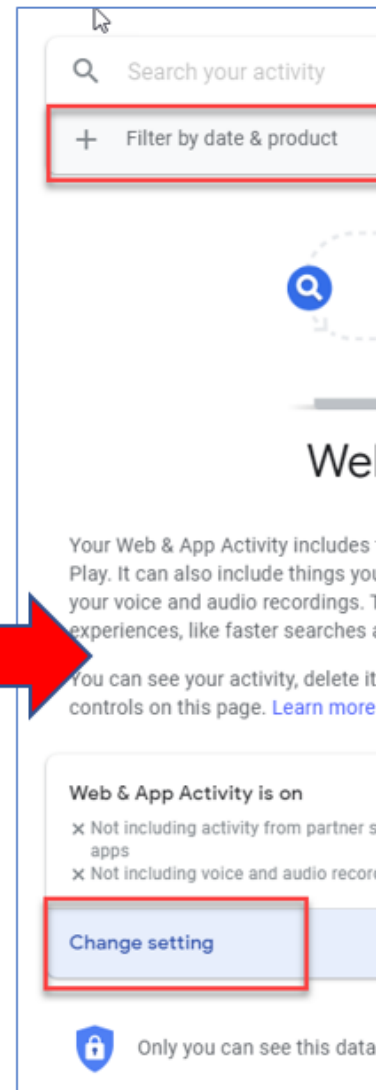 Search your activity
+ Filter by date & product
Your Web & App Activity includes
Play. It can also include things
your voice and audio recordings.
experiences, like faster searches
You can see your activity, delete it
controls on this page. Learn more
Web & App Activity is on
× Not including activity from partner
apps
× Not including voice and audio
Change setting
Only you can see this data